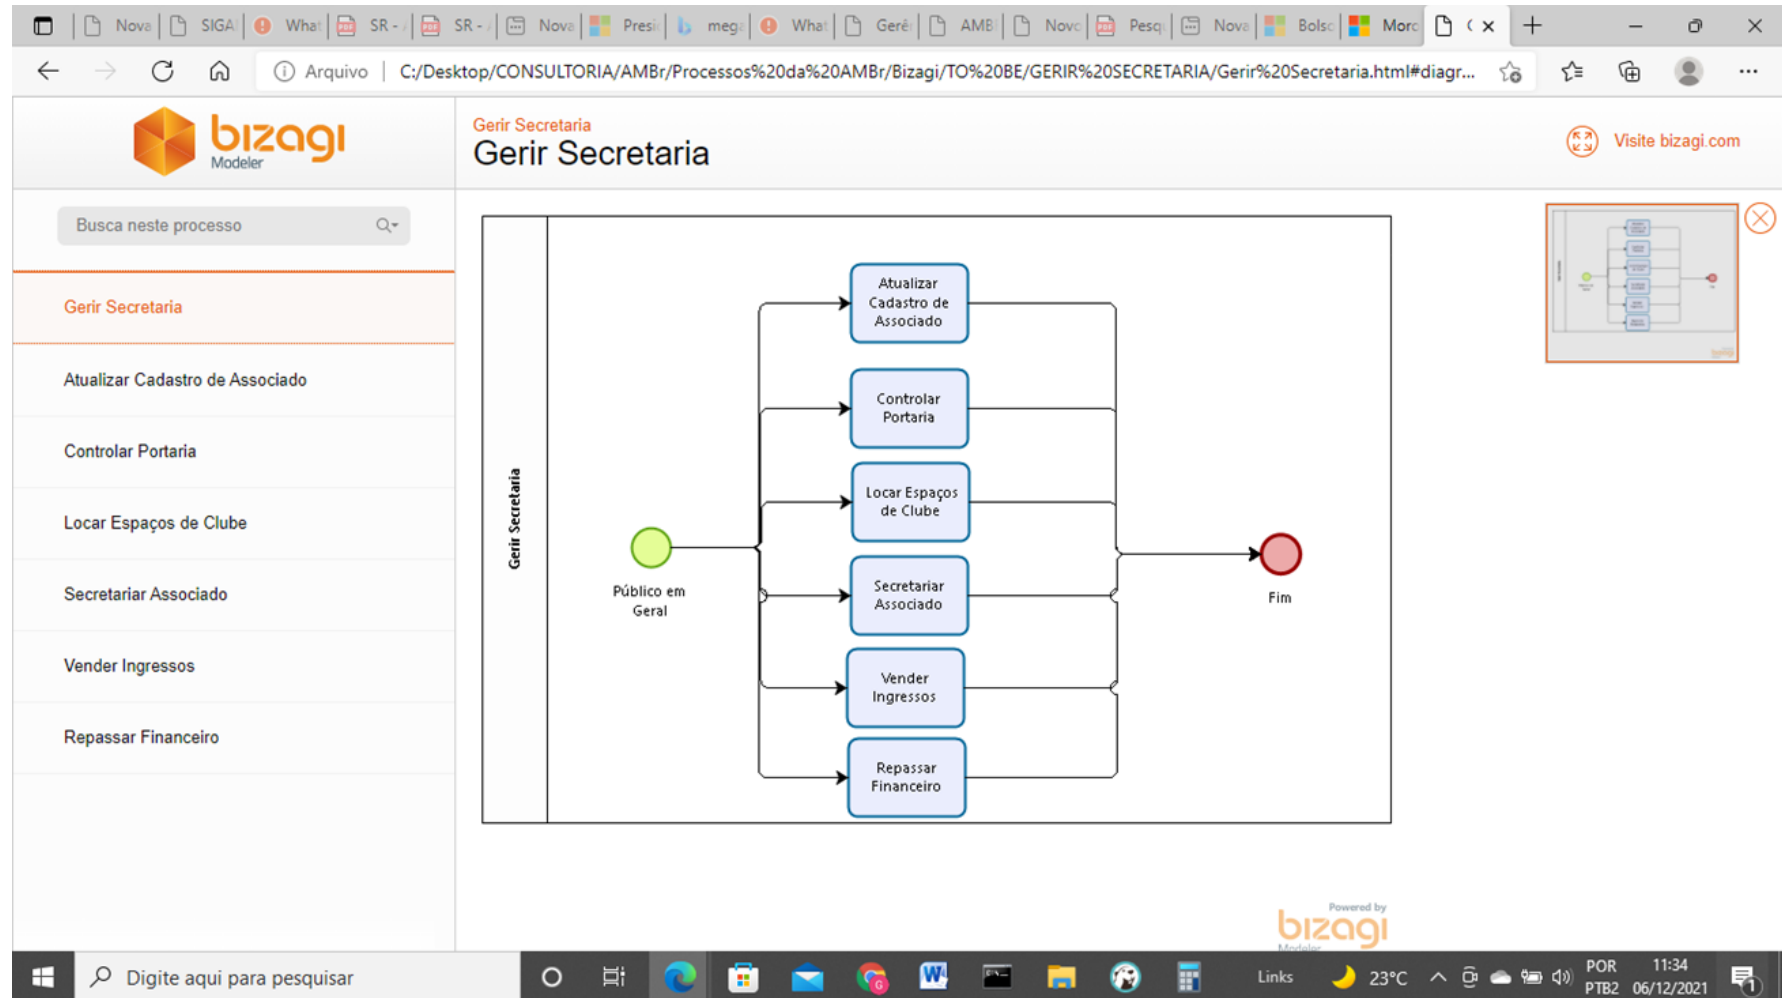 Nova
SIGA
What
SR -
SR -
Nova
Presi
mega
What
Gerê
AMB
Novo
Pesq
Nova
Bolso
Moro
Arquivo
C:/Desktop/CONSULTORIA/AMBr/Processos%20da%20AMBr/Bizagi/TO%20BE/GERIR%20SECRETARIA/Gerir%20Secretaria.html#diagr...
bizagi
Modeler
Gerir Secretaria
Gerir Secretaria
Visite bizagi.com
Busca neste processo
Gerir Secretaria
Atualizar Cadastro de Associado
Controlar Portaria
Locar Espaços de Clube
Secretariar Associado
Vender Ingressos
Repassar Financeiro
Gerir Secretaria
Público em
Geral
Atualizar
Cadastro de
Associado
Controlar
Portaria
Locar Espaços
de Clube
Secretariar
Associado
Vender
Ingressos
Repassar
Financeiro
Fim
Powered by
bizagi
Modeler
Digite aqui para pesquisar
Links
23°C
POR
PTB2
11:34
06/12/2021
1